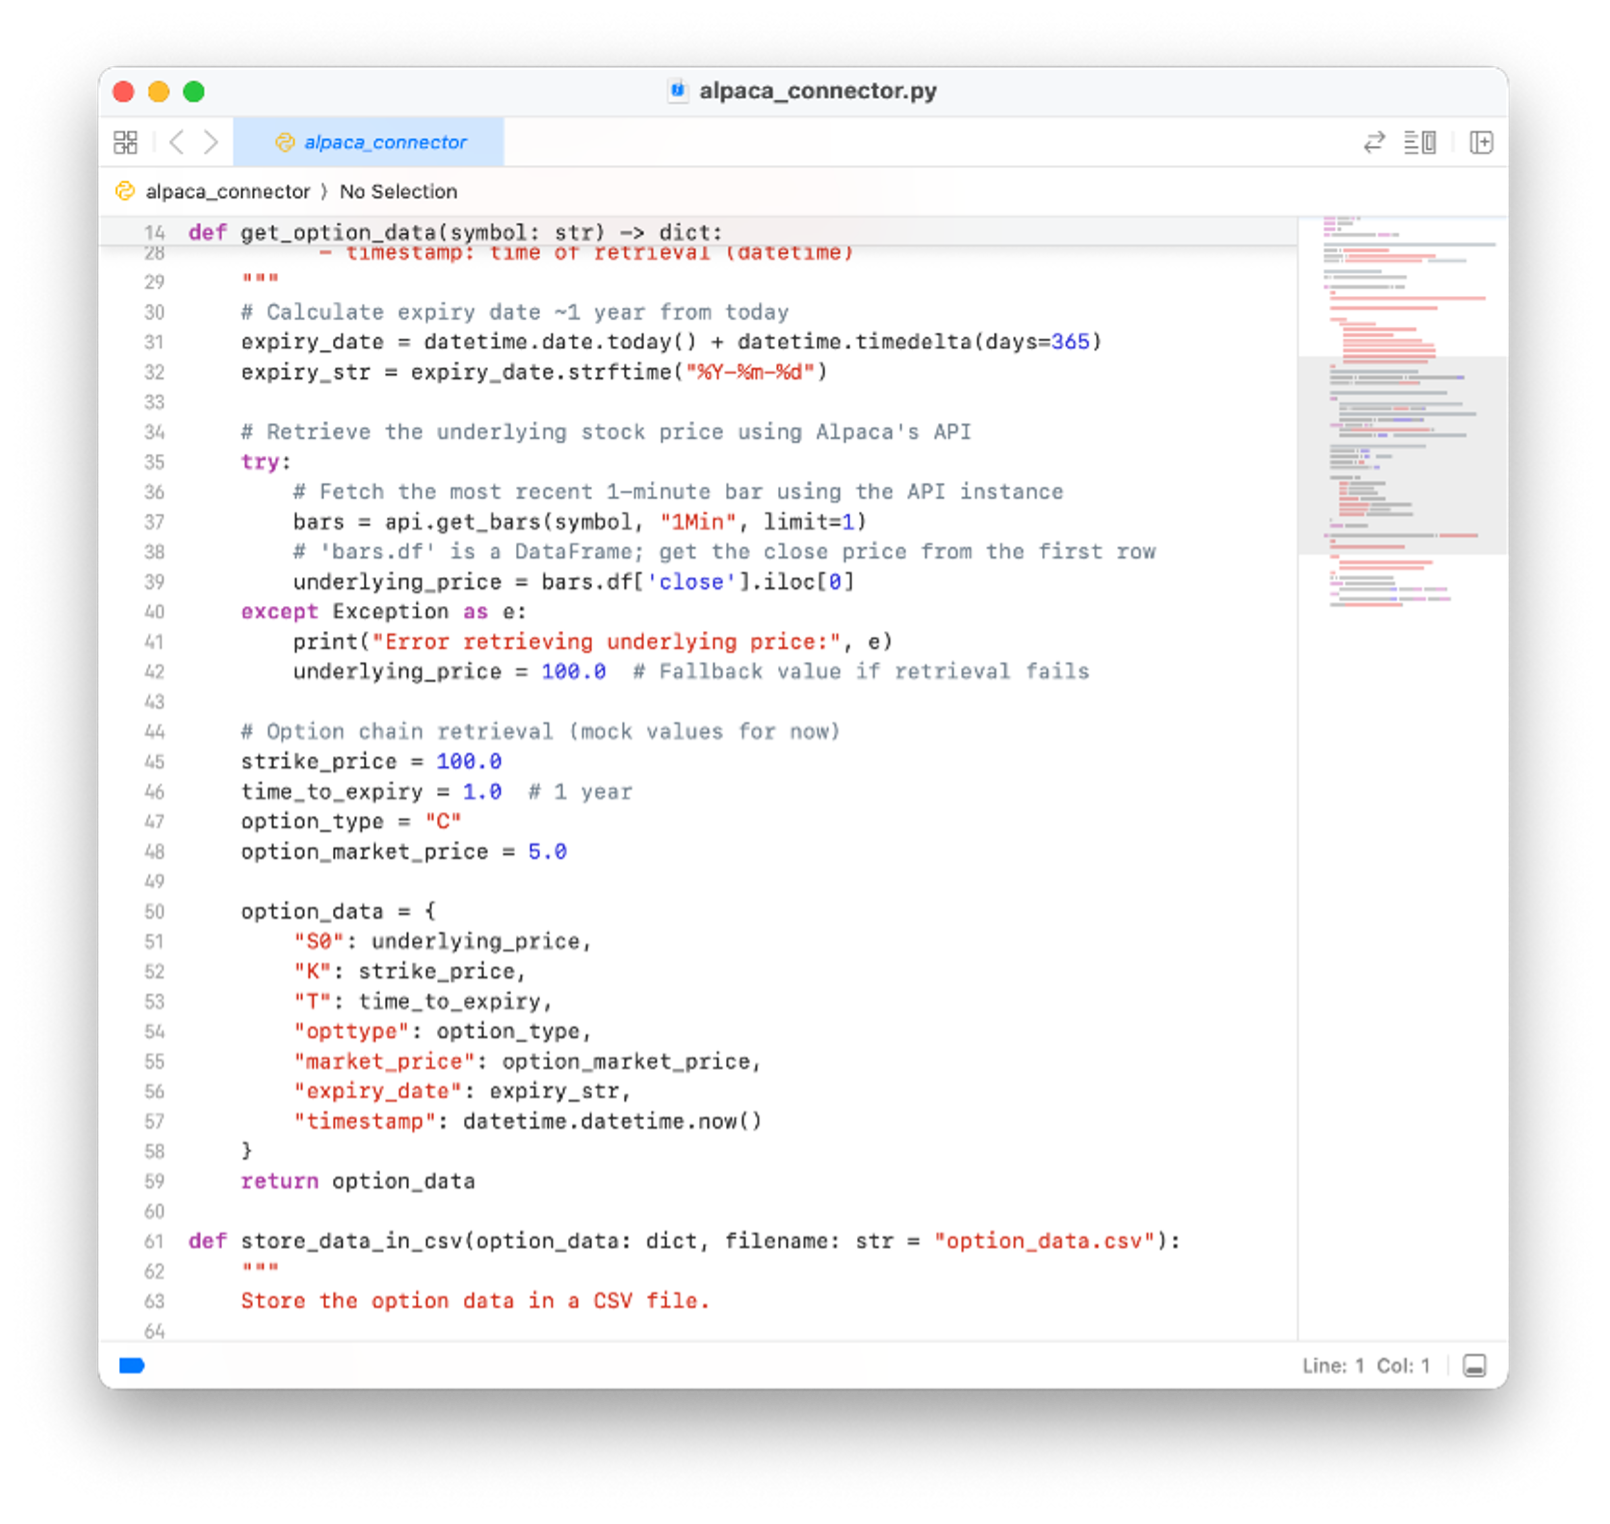 alpaca_connector.py
alpaca_connector
alpaca_connector 〉 No Selection
14 def get_option_data(symbol: str) -> dict:
28 - timestamp: time of retrieval (datetime)
29 """
30 # Calculate expiry date ~1 year from today
31 expiry_date = datetime.date.today() + datetime.timedelta(days=365)
32 expiry_str = expiry_date.strftime("%Y-%m-%d")
33
34 # Retrieve the underlying stock price using Alpaca's API
35 try:
36 # Fetch the most recent 1-minute bar using the API instance
37 bars = api.get_bars(symbol, "1Min", limit=1)
38 # 'bars.df' is a DataFrame; get the close price from the first row
39 underlying_price = bars.df['close'].iloc[0]
40 except Exception as e:
41 print("Error retrieving underlying price:", e)
42 underlying_price = 100.0 # Fallback value if retrieval fails
43
44 # Option chain retrieval (mock values for now)
45 strike_price = 100.0
46 time_to_expiry = 1.0 # 1 year
47 option_type = "C"
48 option_market_price = 5.0
49
50 option_data = {
51 "S0": underlying_price,
52 "K": strike_price,
53 "T": time_to_expiry,
54 "opttype": option_type,
55 "market_price": option_market_price,
56 "expiry_date": expiry_str,
57 "timestamp": datetime.datetime.now()
58 }
59 return option_data
60
61 def store_data_in_csv(option_data: dict, filename: str = "option_data.csv"):
62 """
63 Store the option data in a CSV file.
64
Line: 1 Col: 1